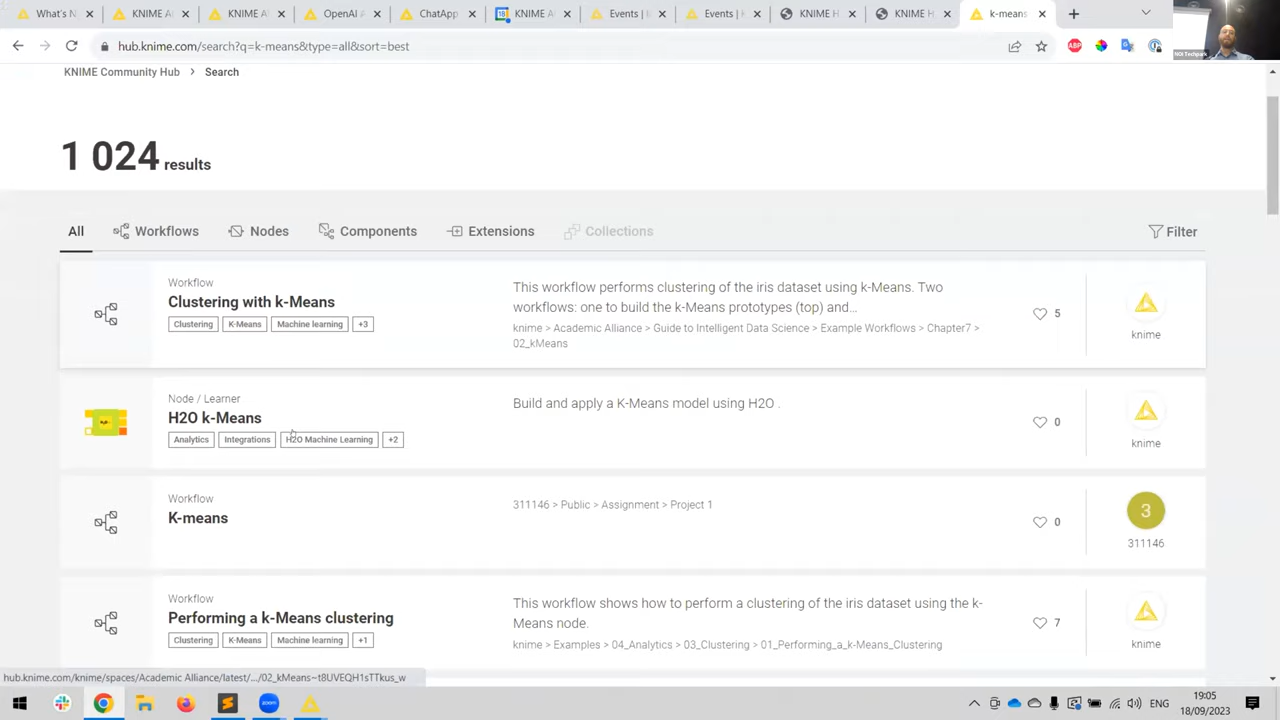 What's N
KNIME A
KNIME A
OpenAI A
ChatApp
KNIME A
Events | I
Events |
KNIME H
KNIME H
k-means
hub.knime.com/search?q=k-means&type=all&sort=best
NOI Techpark
KNIME Community Hub > Search
1 024 results
All Workflows Nodes Components Extensions Collections Filter
Workflow
Clustering with k-Means
Clustering K-Means Machine learning +3
This workflow performs clustering of the iris dataset using k-Means. Two
workflows: one to build the k-Means prototypes (top) and...
knime > Academic Alliance > Guide to Intelligent Data Science > Example Workflows > Chapter7 >
02_kMeans
5
knime
Node / Learner
H2O k-Means
Analytics Integrations H2O Machine Learning +2
Build and apply a K-Means model using H2O .
0
knime
Workflow
K-means
311146 > Public > Assignment > Project 1
0
3
311146
Workflow
Performing a k-Means clustering
Clustering K-Means Machine learning +1
This workflow shows how to perform a clustering of the iris dataset using the k-
Means node.
knime > Examples > 04_Analytics > 03_Clustering > 01_Performing_a_k-Means_Clustering
7
knime
hub.knime.com/knime/spaces/Academic Alliance/latest/.../02_kMeans~t8UVEQH1sTTkus_w
zoom
ENG
19:05
18/09/2023